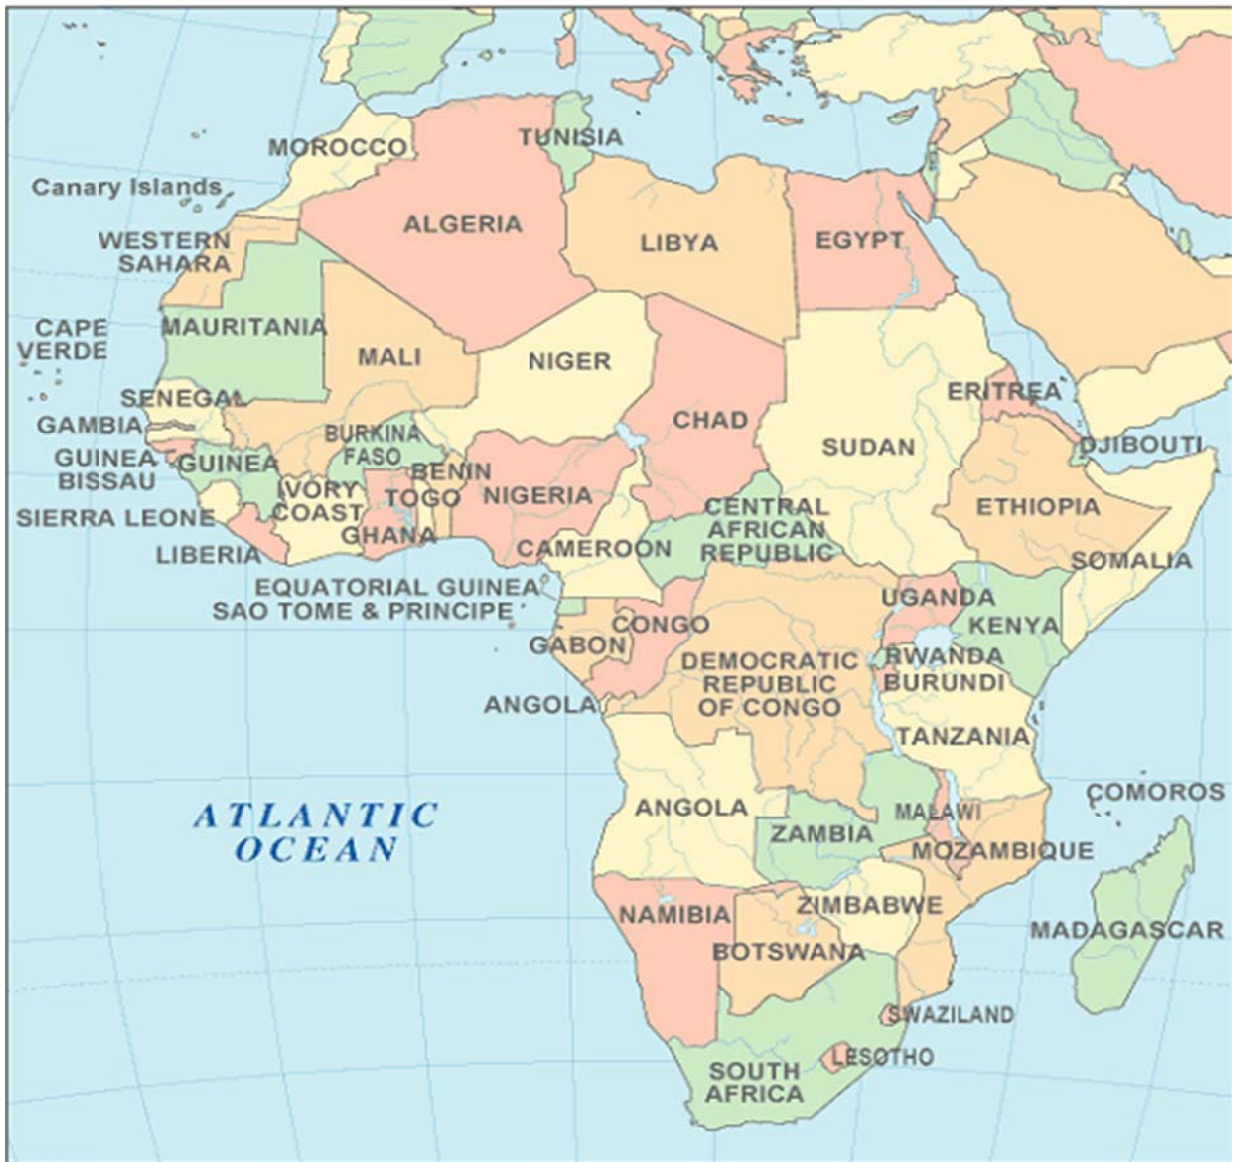 MOROCCO
TUNISIA
Canary Islands
ALGERIA
LIBYA
EGYPT
WESTERN
SAHARA
MAURITANIA
CAPE
VERDE
MALI
NIGER
CHAD
SUDAN
ERITREA
SENEGAL
GAMBIA
GUINEA
BISSAU
GUINEA
BURKINA
FASO
BENIN
TOGO
NIGERIA
DJIBOUTI
ETHIOPIA
SOMALIA
IVORY
COAST
GHANA
SIERRA LEONE
LIBERIA
CENTRAL
AFRICAN
REPUBLIC
CAMEROON
EQUATORIAL GUINEA
SAO TOME & PRINCIPE
GABON
CONGO
UGANDA
KENYA
DEMOCRATIC
REPUBLIC
OF CONGO
RWANDA
BURUNDI
ANGOLA
TANZANIA
ATLANTIC
OCEAN
ANGOLA
ZAMBIA
MALAWI
COMOROS
MOZAMBIQUE
NAMIBIA
ZIMBABWE
BOTSWANA
MADAGASCAR
SWAZILAND
LESOTHO
SOUTH
AFRICA